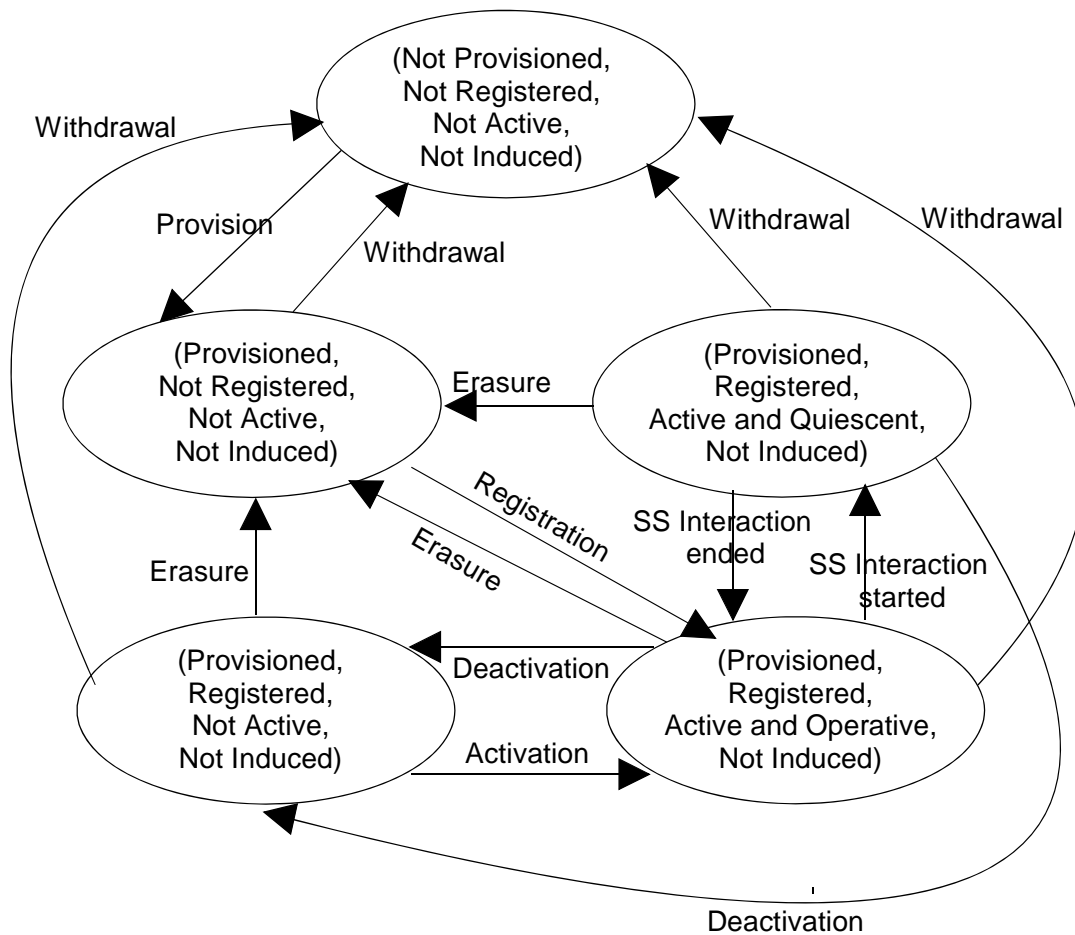 (Not Provisioned,
Not Registered,
Not Active,
Not Induced)
Withdrawal
Provision
Withdrawal
Withdrawal
Withdrawal
(Provisioned,
Not Registered,
Not Active,
Not Induced)
Erasure
(Provisioned,
Registered,
Active and Quiescent,
Not Induced)
Registration
Erasure
SS Interaction
ended
SS Interaction
started
Erasure
(Provisioned,
Registered,
Not Active,
Not Induced)
Deactivation
Activation
(Provisioned,
Registered,
Active and Operative,
Not Induced)
Deactivation